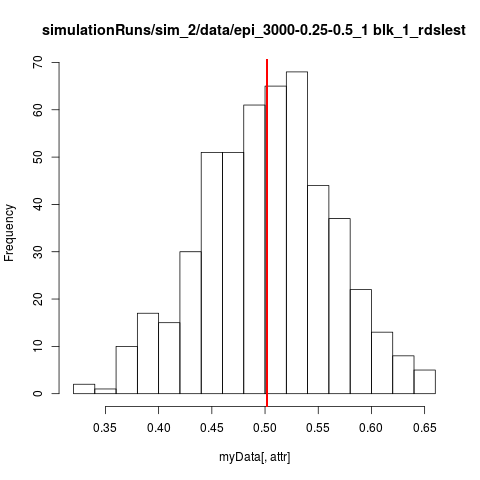 simulationRuns/sim_2/data/epi_3000-0.25-0.5_1 blk_1_rdslest
Frequency
70
60
50
40
30
20
10
0
0.35 0.40 0.45 0.50 0.55 0.60 0.65
myData[, attr]